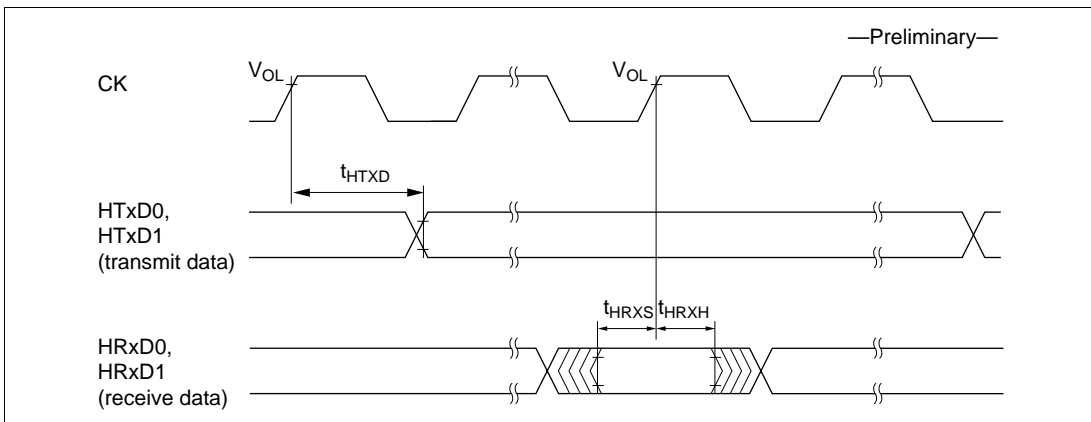 —Preliminary—
CK
VOL
VOL
tHTXD
HTxD0,
HTxD1
(transmit data)
tHRXS tHRXH
HRxD0,
HRxD1
(receive data)